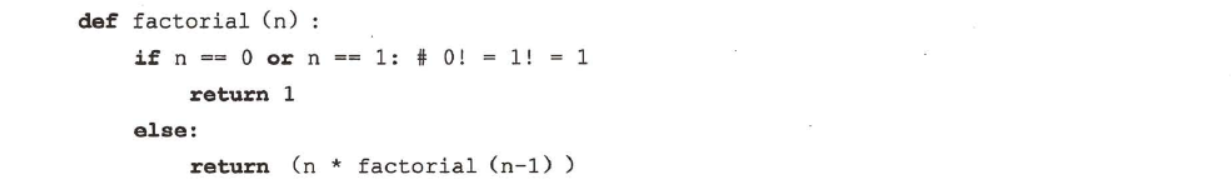 def factorial (n) :
    if n == 0 or n == 1: # 0! = 1! = 1
        return 1
    else:
        return (n * factorial (n-1) )